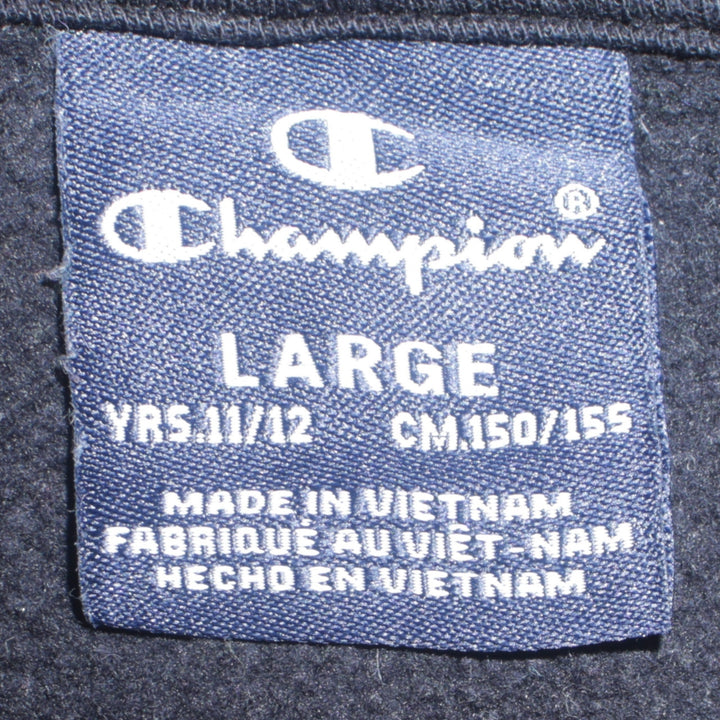 Champion®
LARGE
YRS.11/12 CM.150/155
MADE IN VIETNAM
FABRIQUÉ AU VIÊT-NAM
HECHO EN VIETNAM